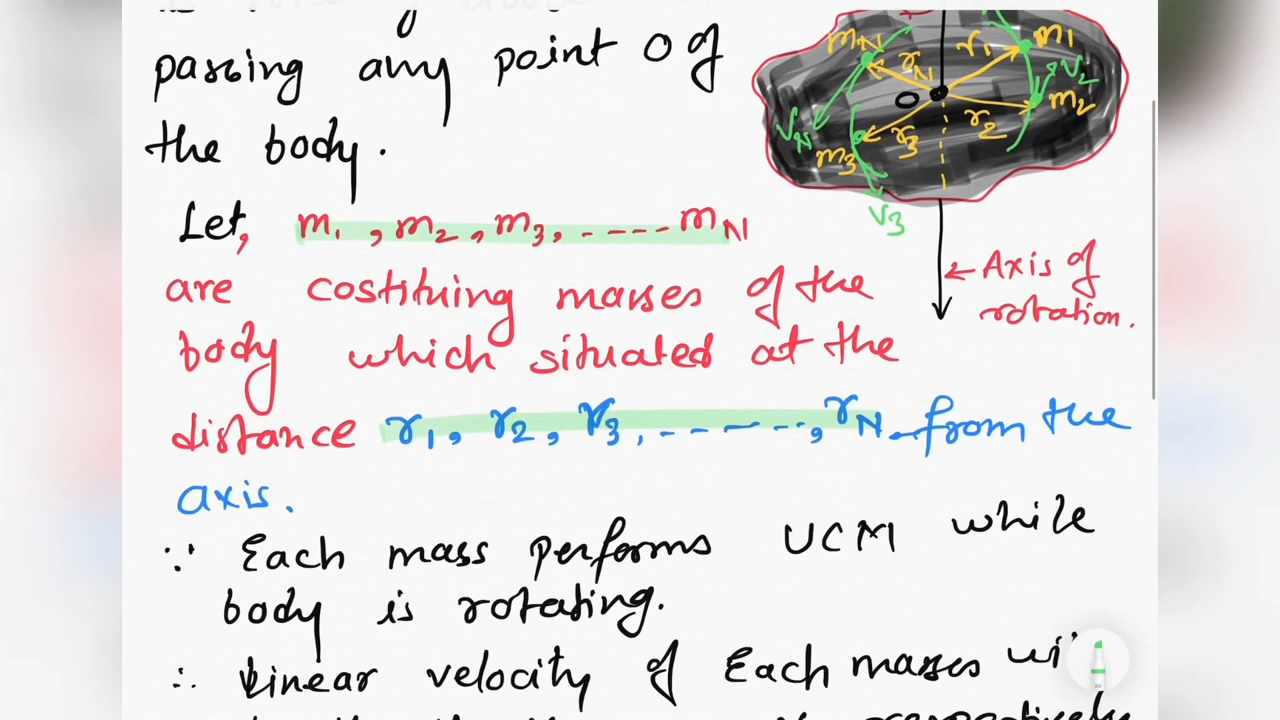 passing any point O of
the body.
Let, m1, m2, m3, ..... mN
are costituing masses of the
body which situated at the
distance r1, r2, r3, - - - - - - -, rN from the
axis.
∵ Each mass performs UCM while
body is rotating.
∴ Linear velocity of Each masses
mN
rN
r1
m1
V2
O
m2
r2
VN
m3
r3
V3
← Axis of
rotation.